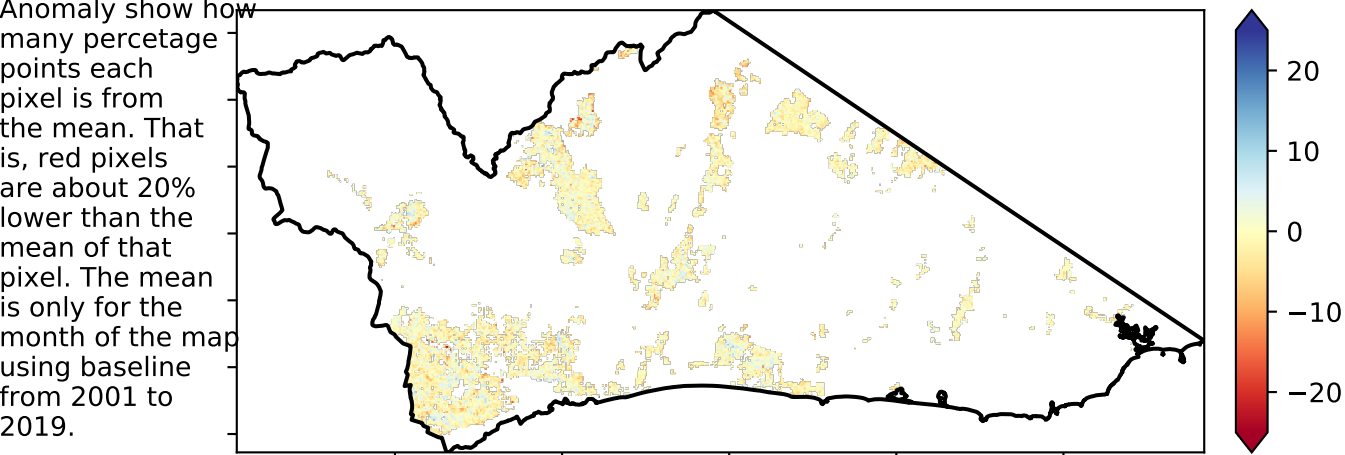 Anomaly show how
many percetage
points each
pixel is from
the mean. That
is, red pixels
are about 20%
lower than the
mean of that
pixel. The mean
is only for the
month of the map
using baseline
from 2001 to
2019.
20
10
0
−10
−20